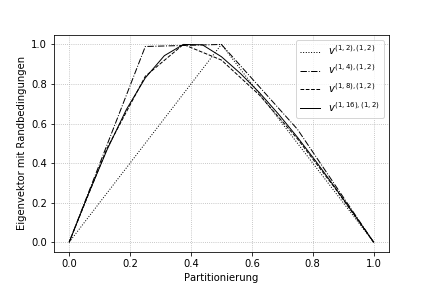 1.0
0.8
0.6
0.4
0.2
0.0
Eigenvektor mit Randbedingungen
v^(1, 2), (1, 2)
v^(1, 4), (1, 2)
v^(1, 8), (1, 2)
v^(1, 16), (1, 2)
0.0 0.2 0.4 0.6 0.8 1.0
Partitionierung